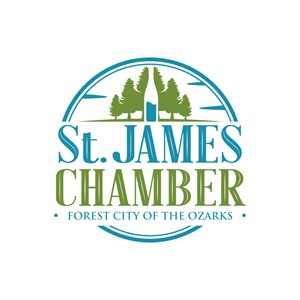 St. JAMES
CHAMBER
• FOREST CITY OF THE OZARKS •